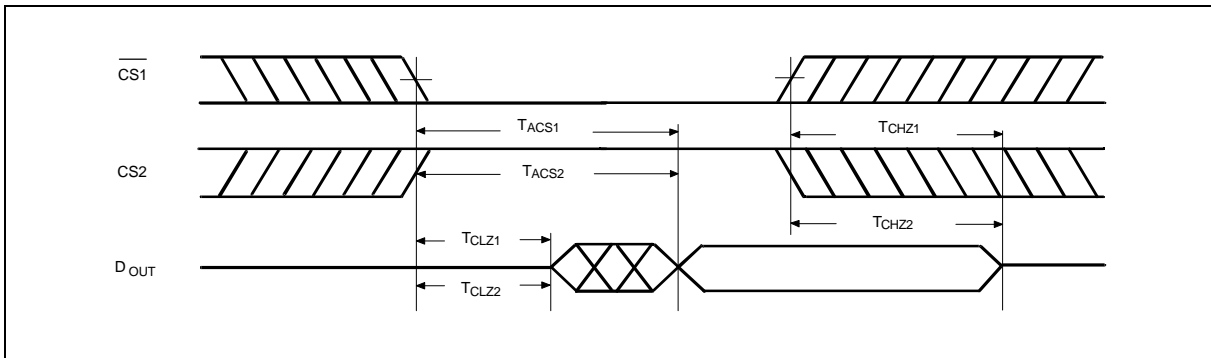 CS1
TACS1
TCHZ1
CS2
TACS2
TCHZ2
TCLZ1
DOUT
TCLZ2